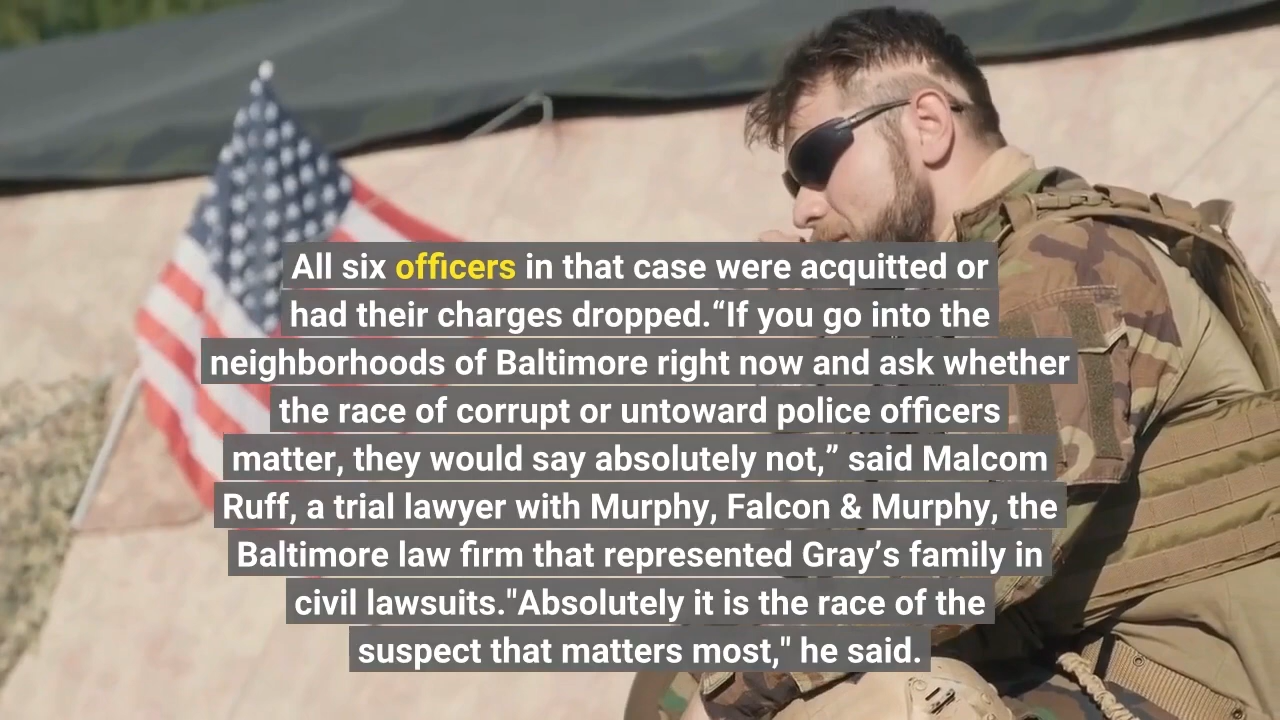 All six officers in that case were acquitted or
had their charges dropped.“If you go into the
neighborhoods of Baltimore right now and ask whether
the race of corrupt or untoward police officers
matter, they would say absolutely not,” said Malcom
Ruff, a trial lawyer with Murphy, Falcon & Murphy, the
Baltimore law firm that represented Gray’s family in
civil lawsuits."Absolutely it is the race of the
suspect that matters most," he said.